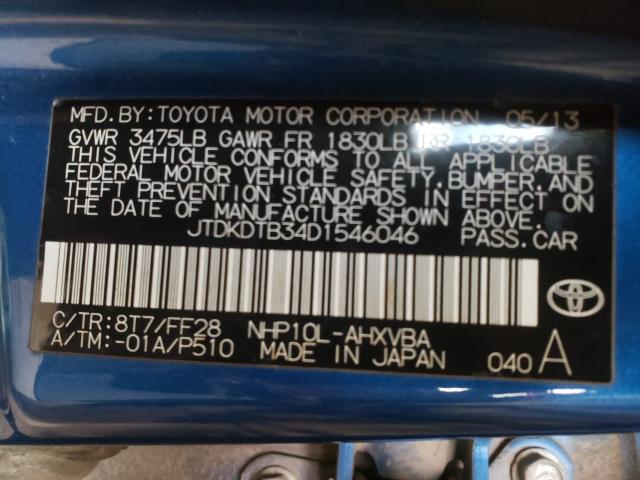 MFD.BY:TOYOTA MOTOR CORPORATION 05/13
GVWR 3475LB GAWR FR 1830LB RR 1830LB
THIS VEHICLE CONFORMS TO ALL APPLICABLE
FEDERAL MOTOR VEHICLE SAFETY,BUMPER,AND
THEFT PREVENTION STANDARDS IN EFFECT ON
THE DATE OF MANUFACTURE SHOWN ABOVE.
JTDKDTB34D1546046 PASS.CAR
C/TR:8T7/FF28 NHP10L-AHXVBA
A/TM:-01A/P510 MADE IN JAPAN 040 A